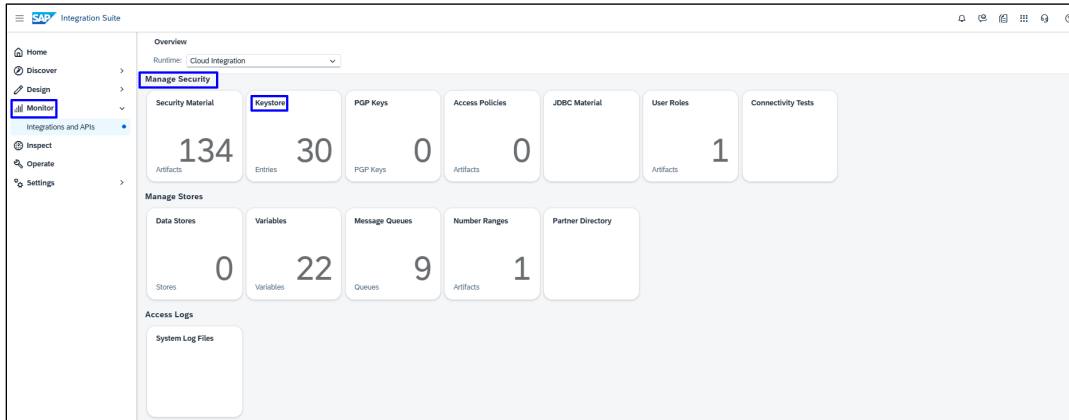 SAP Integration Suite
Home
Discover
Design
Monitor
Integrations and APIs
Inspect
Operate
Settings
Overview
Runtime: Cloud Integration
Manage Security
Security Material
134
Artifacts
Keystore
30
Entries
PGP Keys
0
PGP Keys
Access Policies
0
Artifacts
JDBC Material
User Roles
1
Artifacts
Connectivity Tests
Manage Stores
Data Stores
0
Stores
Variables
22
Variables
Message Queues
9
Queues
Number Ranges
1
Artifacts
Partner Directory
Access Logs
System Log Files